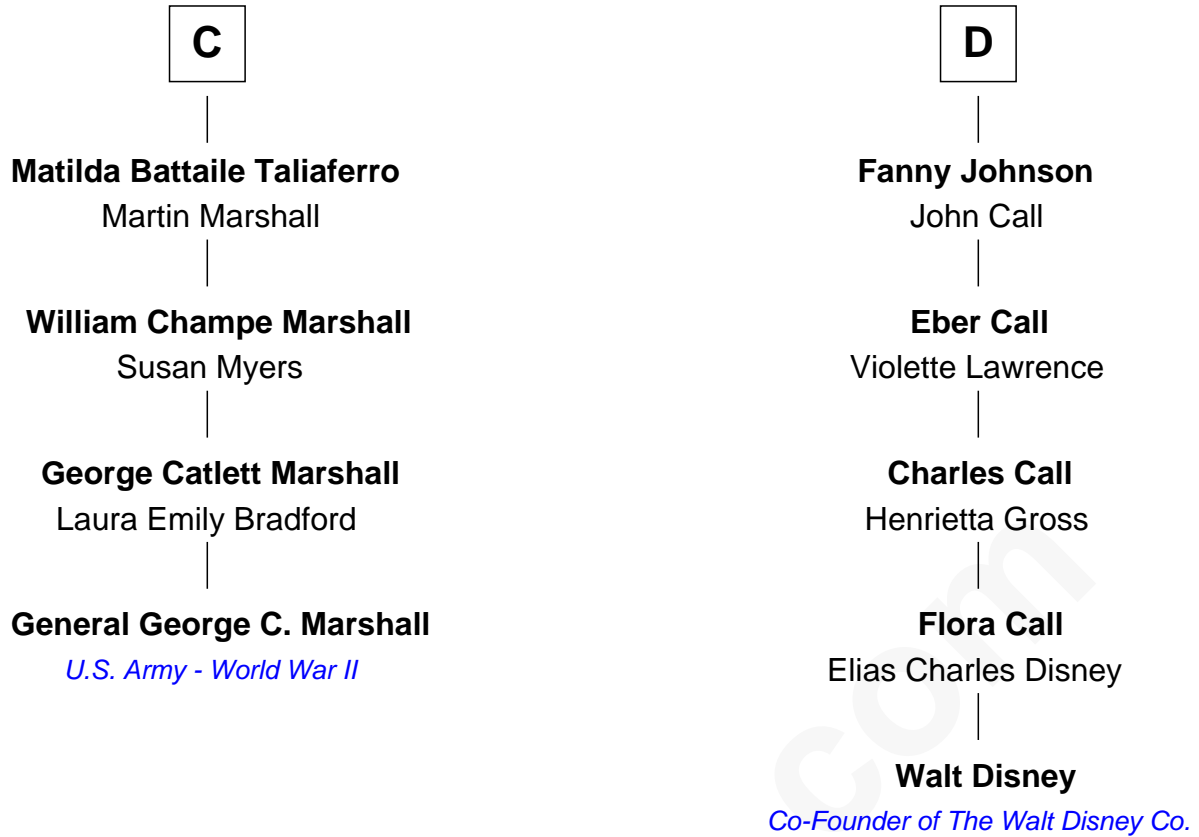 C
Matilda Battaile Taliaferro
Martin Marshall
William Champe Marshall
Susan Myers
George Catlett Marshall
Laura Emily Bradford
General George C. Marshall
U.S. Army - World War II
D
Fanny Johnson
John Call
Eber Call
Violette Lawrence
Charles Call
Henrietta Gross
Flora Call
Elias Charles Disney
Walt Disney
Co-Founder of The Walt Disney Co.
com